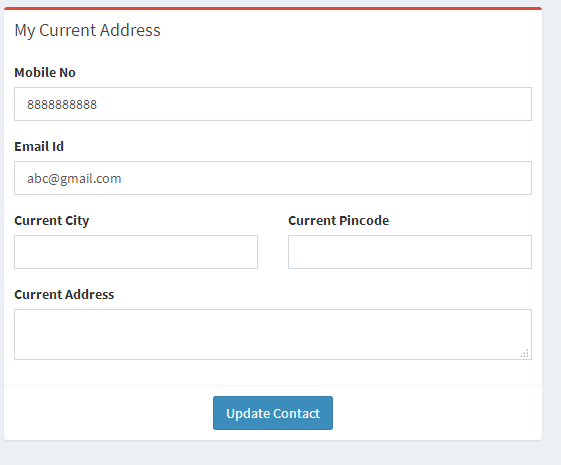 My Current Address
Mobile No
8888888888
Email Id
abc@gmail.com
Current City Current Pincode
Current Address
Update Contact